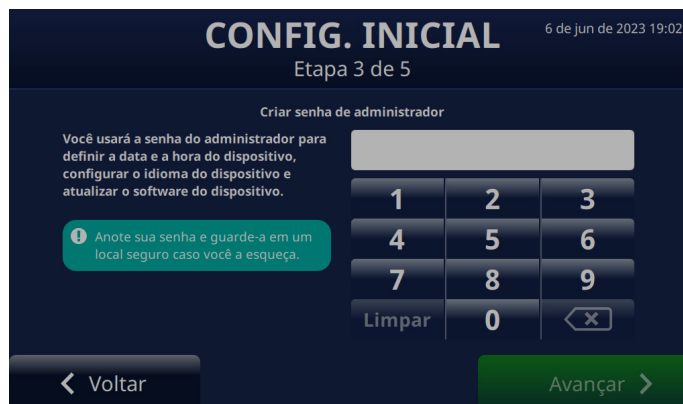 CONFIG. INICIAL
6 de jun de 2023 19:02
Etapa 3 de 5
Criar senha de administrador
Você usará a senha do administrador para
definir a data e a hora do dispositivo,
configurar o idioma do dispositivo e
atualizar o software do dispositivo.
Anote sua senha e guarde-a em um
local seguro caso você a esqueça.
1 2 3
4 5 6
7 8 9
Limpar 0
Voltar
Avançar